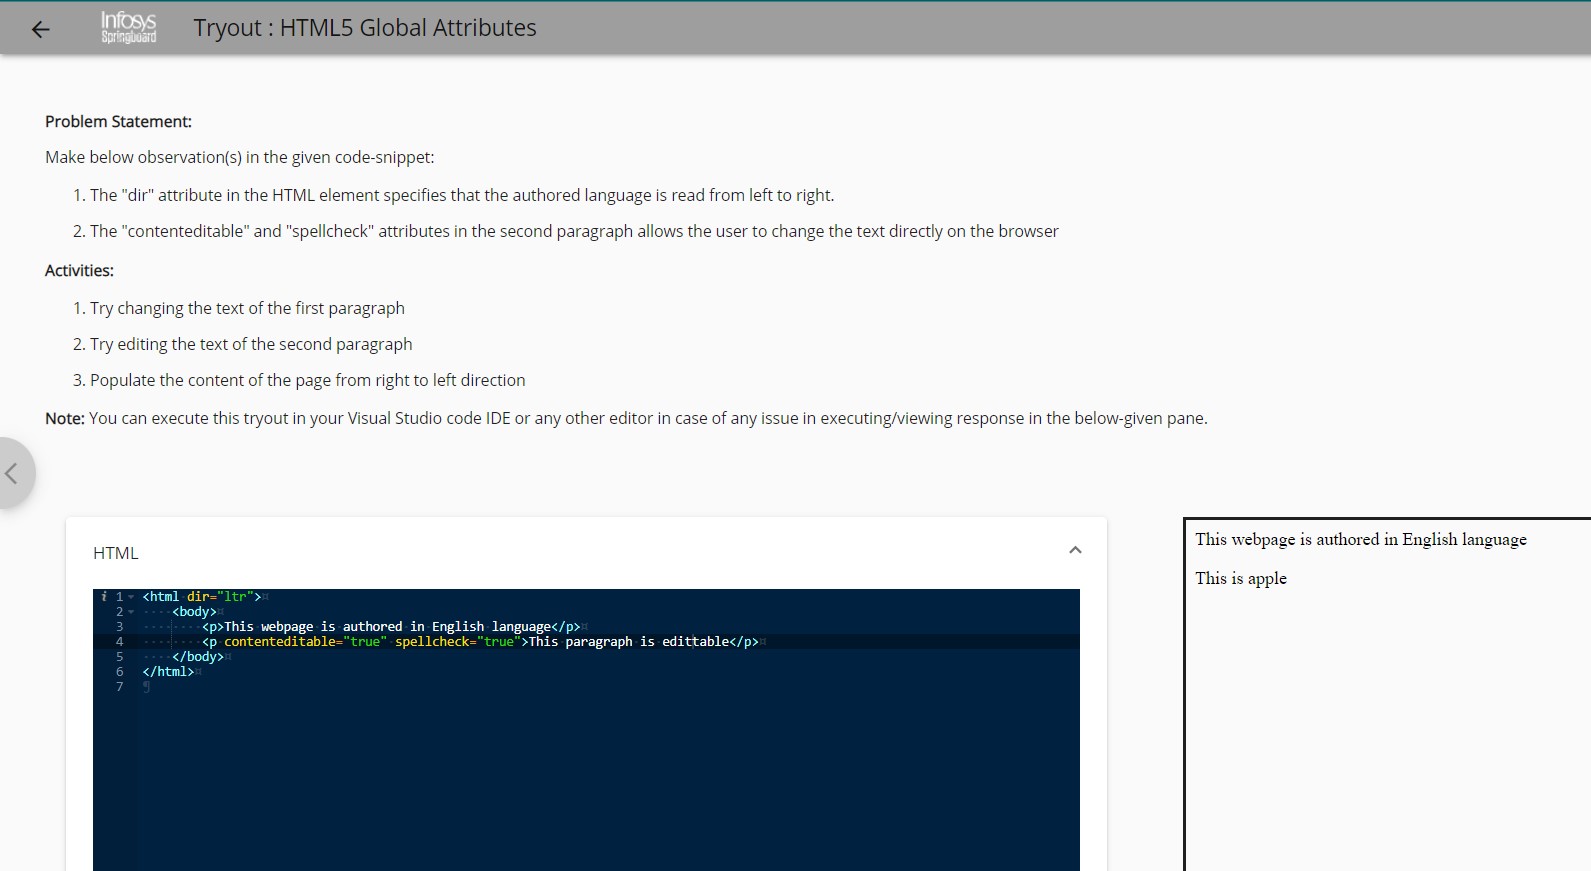 Infosys
Springboard
Tryout : HTML5 Global Attributes
Problem Statement:
Make below observation(s) in the given code-snippet:
1. The "dir" attribute in the HTML element specifies that the authored language is read from left to right.
2. The "contenteditable" and "spellcheck" attributes in the second paragraph allows the user to change the text directly on the browser
Activities:
1. Try changing the text of the first paragraph
2. Try editing the text of the second paragraph
3. Populate the content of the page from right to left direction
Note: You can execute this tryout in your Visual Studio code IDE or any other editor in case of any issue in executing/viewing response in the below-given pane.
HTML
i 1 <html dir="ltr">
2 <body>
3 <p>This webpage is authored in English language</p>
4 <p contenteditable="true" spellcheck="true">This paragraph is edittable</p>
5 </body>
6 </html>
7
This webpage is authored in English language
This is apple